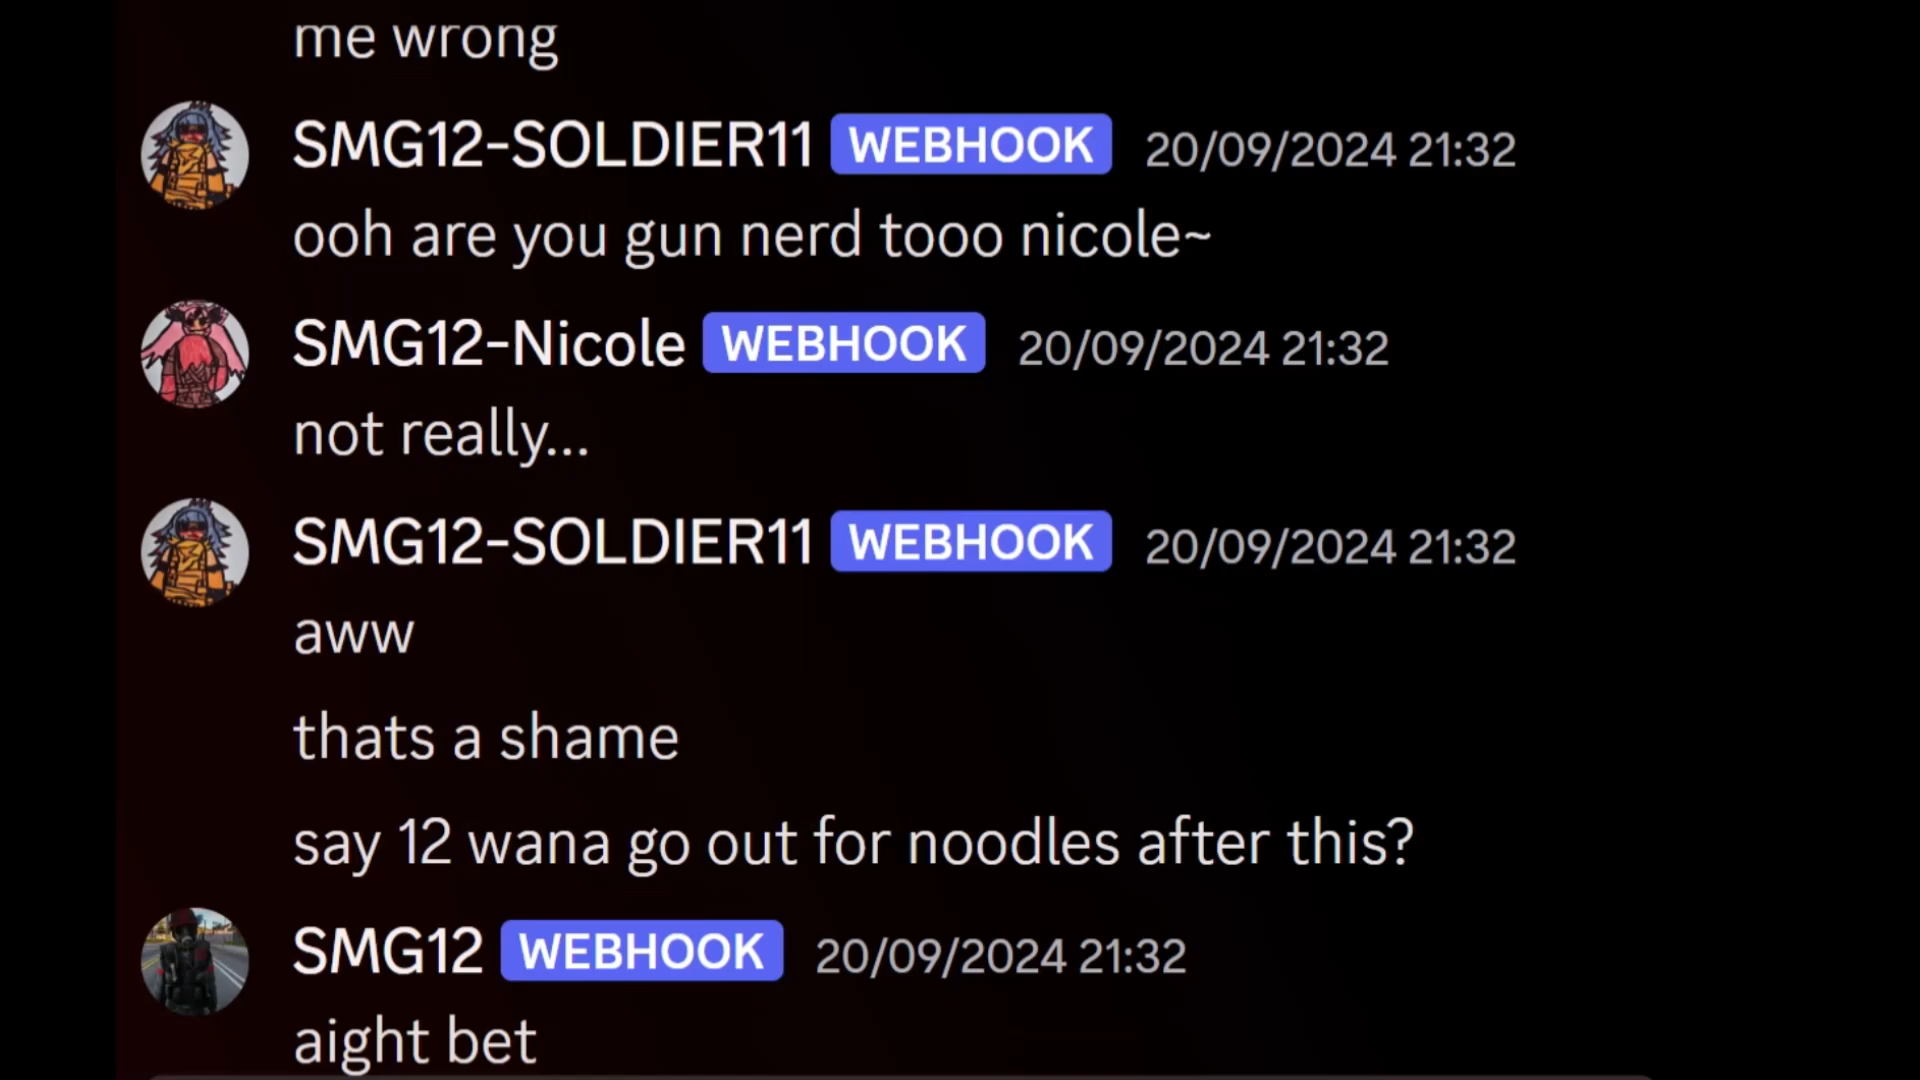 me wrong
SMG12-SOLDIER11 WEBHOOK 20/09/2024 21:32
ooh are you gun nerd tooo nicole~
SMG12-Nicole WEBHOOK 20/09/2024 21:32
not really...
SMG12-SOLDIER11 WEBHOOK 20/09/2024 21:32
aww
thats a shame
say 12 wana go out for noodles after this?
SMG12 WEBHOOK 20/09/2024 21:32
aight bet